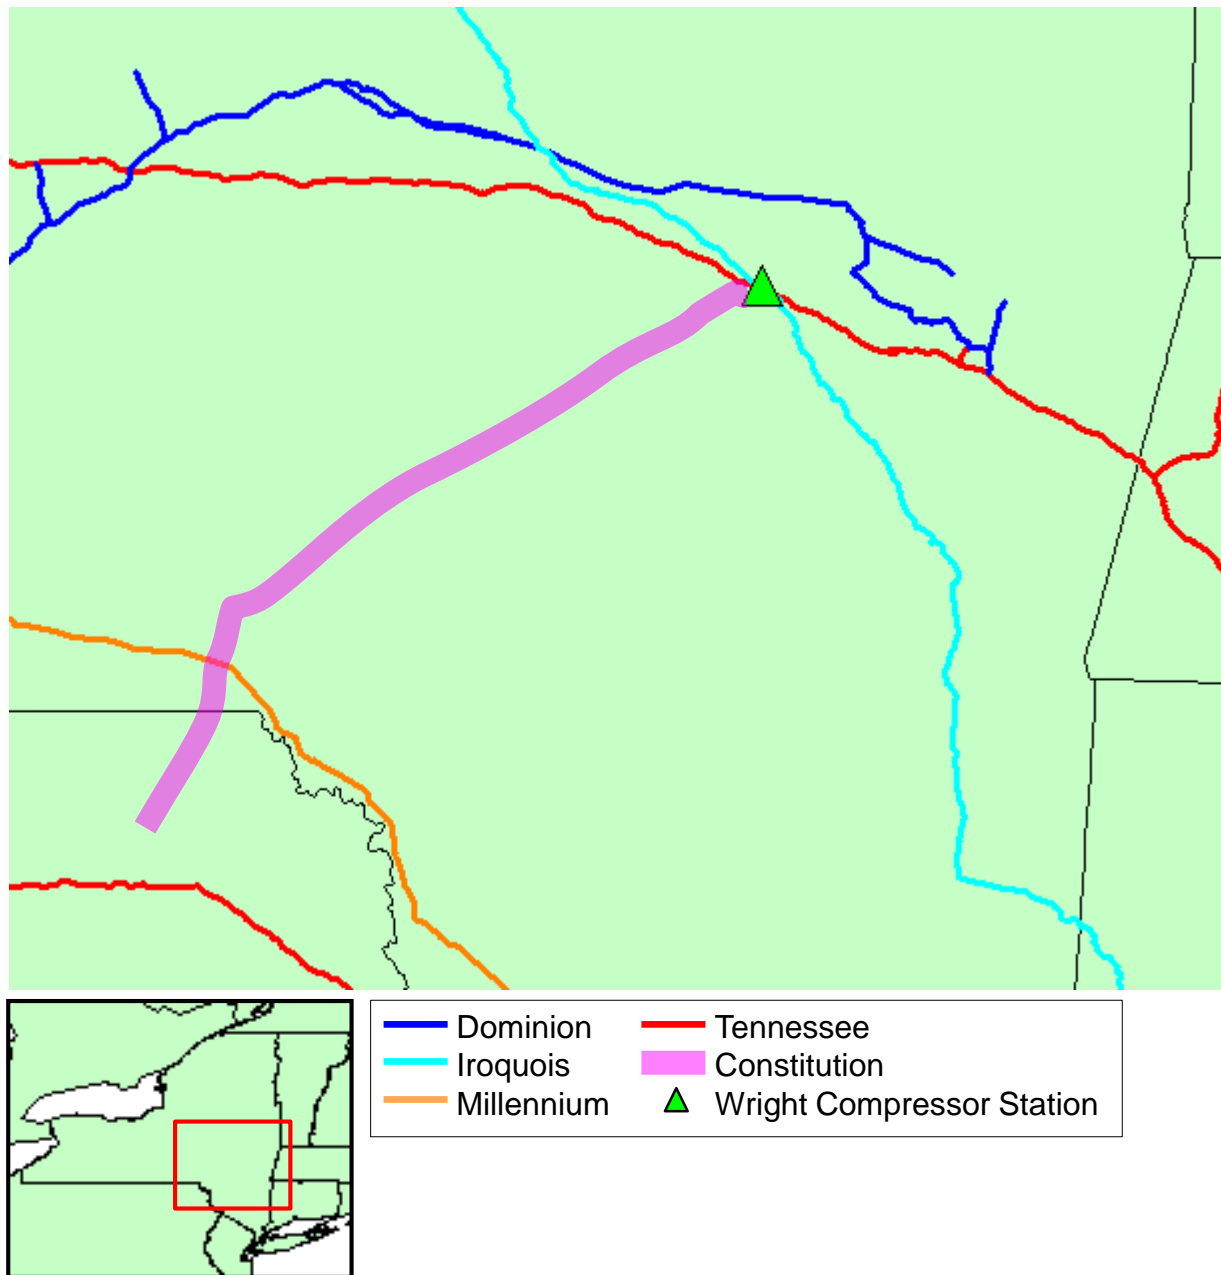 Dominion
Tennessee
Iroquois
Constitution
Millennium
Wright Compressor Station